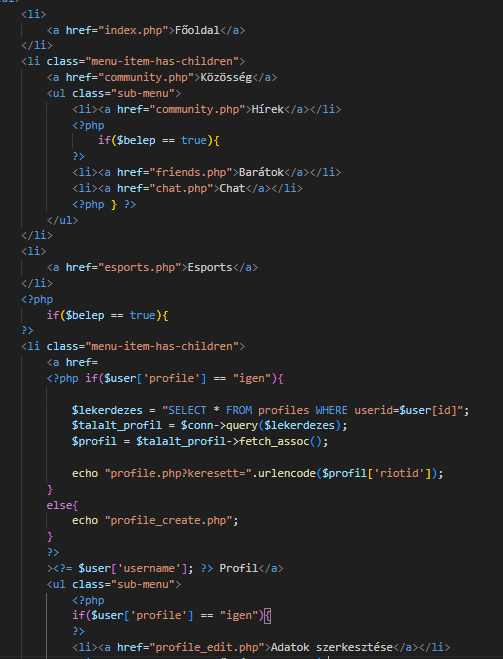 <li>
<a href="index.php">Főoldal</a>
</li>
<li class="menu-item-has-children">
<a href="community.php">Közösség</a>
<ul class="sub-menu">
<li><a href="community.php">Hírek</a></li>
<?php
if($belep == true){
?>
<li><a href="friends.php">Barátok</a></li>
<li><a href="chat.php">Chat</a></li>
<?php } ?>
</ul>
</li>
<li>
<a href="esports.php">Esports</a>
</li>
<?php
if($belep == true){
?>
<li class="menu-item-has-children">
<a href=
<?php if($user['profile'] == "igen"){
$lekerdezes = "SELECT * FROM profiles WHERE userid=$user[id]";
$talalt_profil = $conn->query($lekerdezes);
$profil = $talalt_profil->fetch_assoc();
echo "profile.php?keresett=".urlencode($profil['riotid']);
}
else{
echo "profile_create.php";
}
?>
><?= $user['username']; ?> Profil</a>
<ul class="sub-menu">
<?php
if($user['profile'] == "igen"){
?>
<li><a href="profile_edit.php">Adatok szerkesztése</a></li>